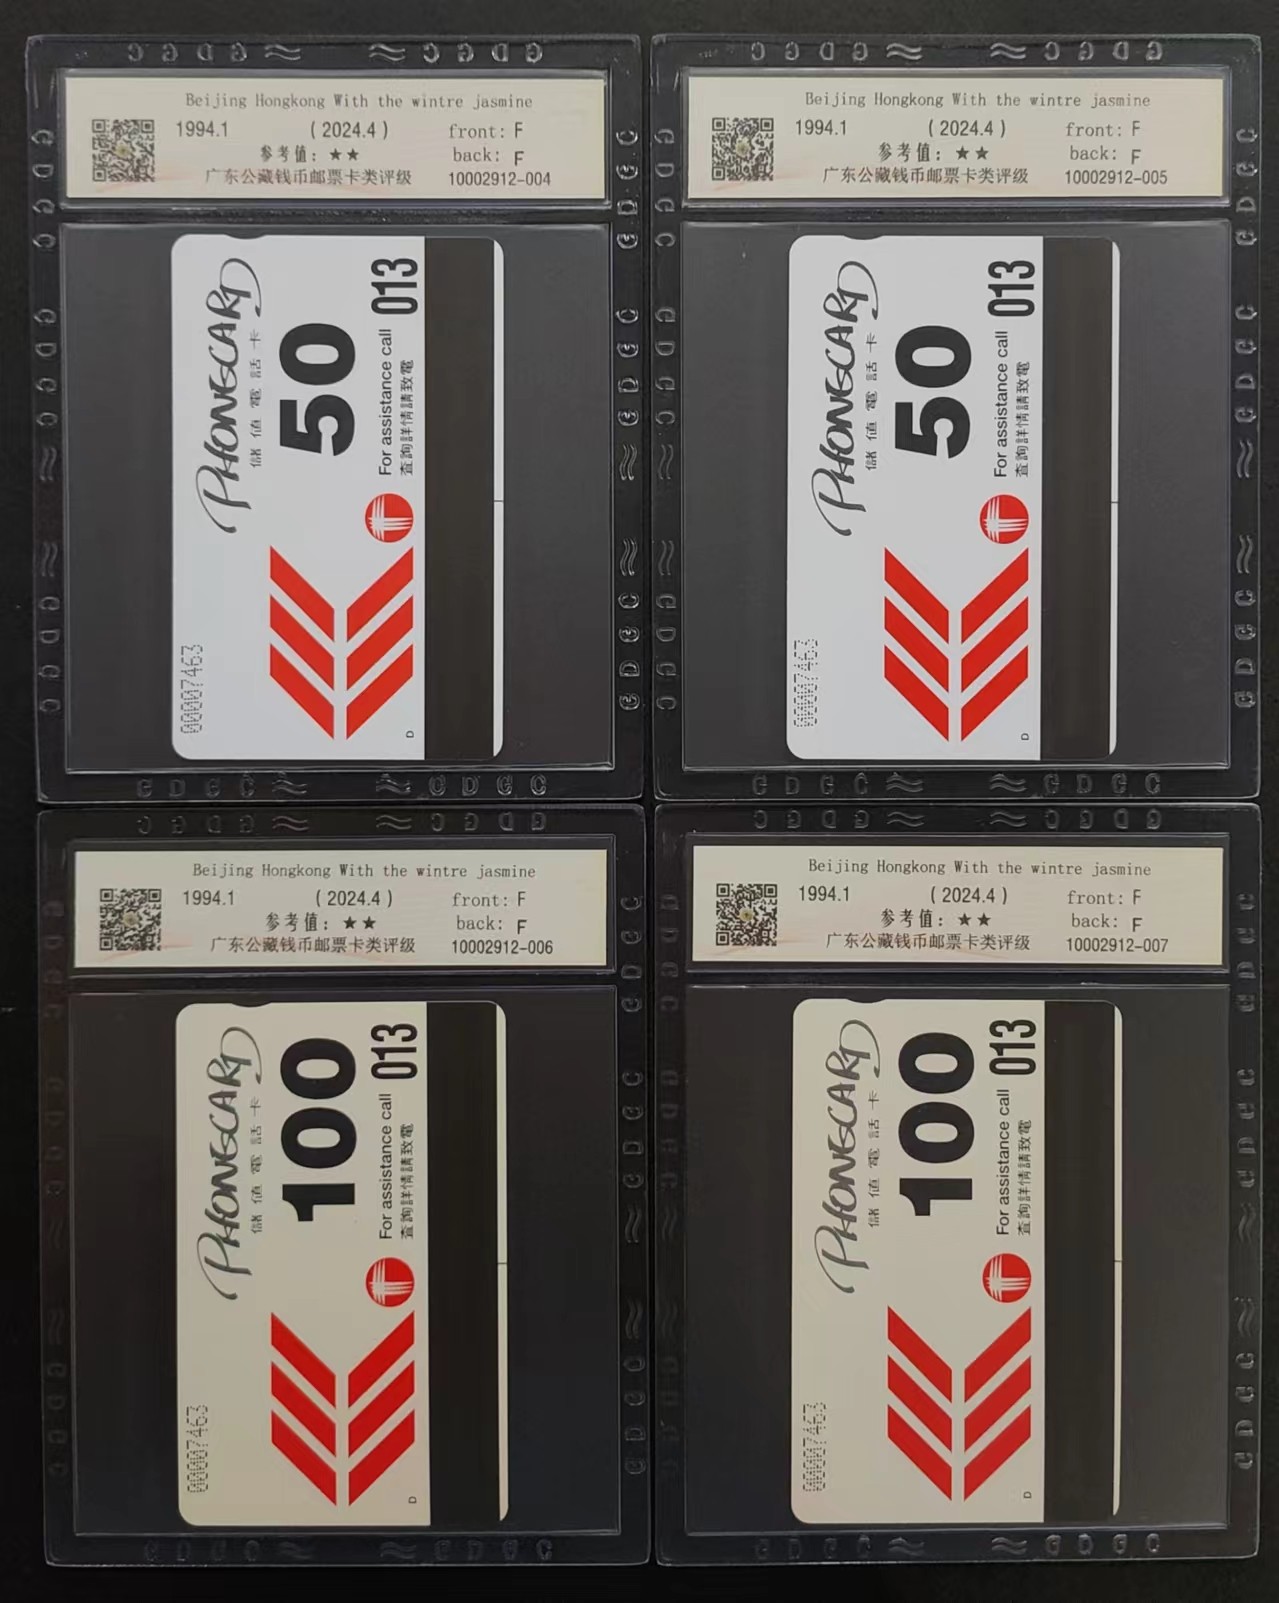 Beijing Hongkong With the wintre jasmine
1994.1 (2024.4) front: F
参考值: ★★ back: F
广东公藏钱币邮票卡类评级 10002912-004
PHONECARD
儲值電話卡
50
For assistance call 013
查詢詳情請致電
00007463
D
Beijing Hongkong With the wintre jasmine
1994.1 (2024.4) front: F
参考值: ★★ back: F
广东公藏钱币邮票卡类评级 10002912-005
PHONECARD
儲值電話卡
50
For assistance call 013
查詢詳情請致電
00007463
D
Beijing Hongkong With the wintre jasmine
1994.1 (2024.4) front: F
参考值: ★★ back: F
广东公藏钱币邮票卡类评级 10002912-006
PHONECARD
儲值電話卡
100
For assistance call 013
查詢詳情請致電
00007463
D
Beijing Hongkong With the wintre jasmine
1994.1 (2024.4) front: F
参考值: ★★ back: F
广东公藏钱币邮票卡类评级 10002912-007
PHONECARD
儲值電話卡
100
For assistance call 013
查詢詳情請致電
00007463
D